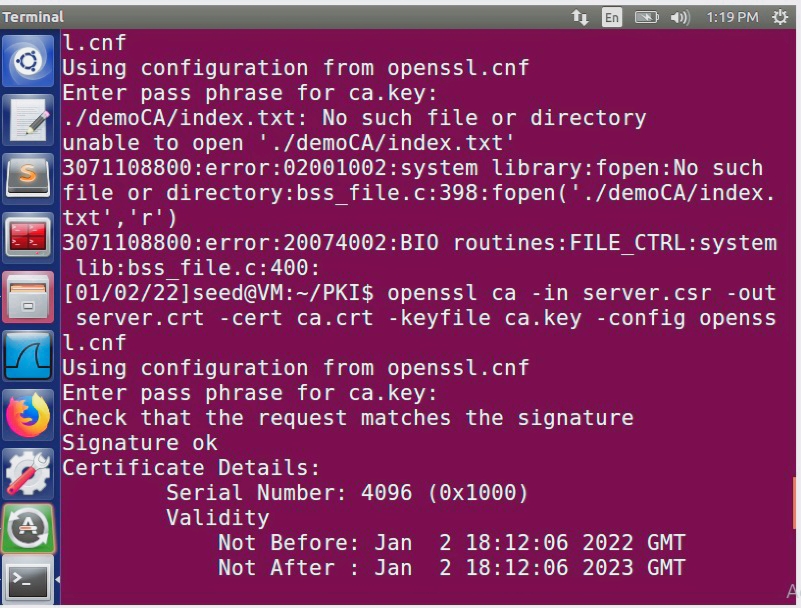 Terminal
En
1:19 PM
l.cnf
Using configuration from openssl.cnf
Enter pass phrase for ca.key:
./demoCA/index.txt: No such file or directory
unable to open './demoCA/index.txt'
3071108800:error:02001002:system library:fopen:No such
file or directory:bss_file.c:398:fopen('./demoCA/index.
txt','r')
3071108800:error:20074002:BIO routines:FILE_CTRL:system
 lib:bss_file.c:400:
[01/02/22]seed@VM:~/PKI$ openssl ca -in server.csr -out
 server.crt -cert ca.crt -keyfile ca.key -config openss
l.cnf
Using configuration from openssl.cnf
Enter pass phrase for ca.key:
Check that the request matches the signature
Signature ok
Certificate Details:
        Serial Number: 4096 (0x1000)
        Validity
            Not Before: Jan  2 18:12:06 2022 GMT
            Not After : Jan  2 18:12:06 2023 GMT